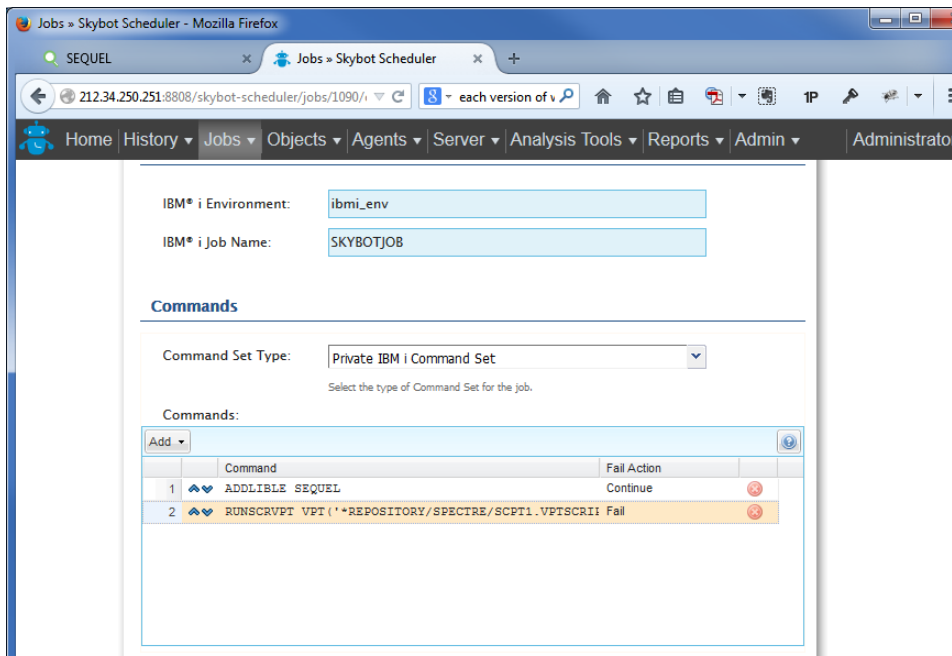 Jobs » Skybot Scheduler - Mozilla Firefox
SEQUEL Jobs » Skybot Scheduler
212.34.250.251:8808/skybot-scheduler/jobs/1090/ each version of 1P
Home History Jobs Objects Agents Server Analysis Tools Reports Admin Administrato
IBM® i Environment: ibmi_env
IBM® i Job Name: SKYBOTJOB
Commands
Command Set Type: Private IBM i Command Set
Select the type of Command Set for the job.
Commands:
Add
Command Fail Action
1 ADDLIBLE SEQUEL Continue
2 RUNSCRVPT VPT('*REPOSITORY/SPECTRE/SCPT1.VPTSCRI Fail